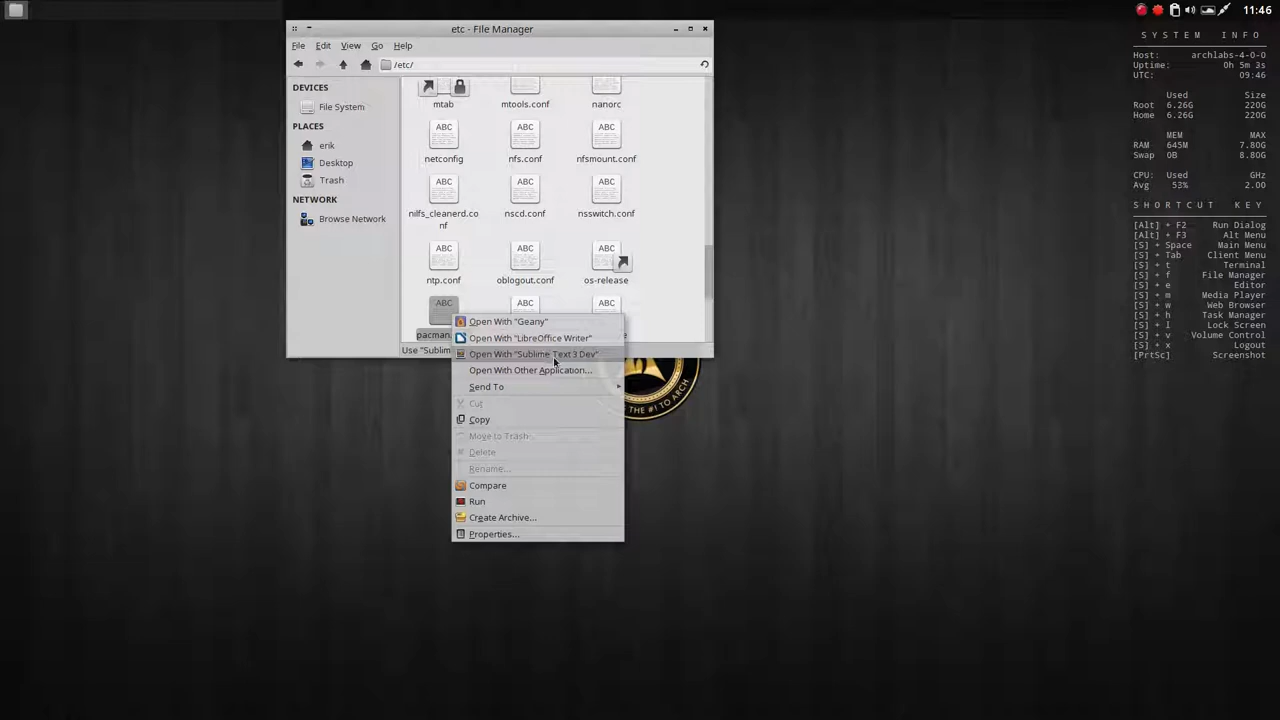 11:46
etc - File Manager
File Edit View Go Help
/etc/
DEVICES
File System
PLACES
erik
Desktop
Trash
NETWORK
Browse Network
mtab mtools.conf nanorc
ABC ABC ABC
netconfig nfs.conf nfsmount.conf
ABC ABC ABC
nilfs_cleanerd.co
nf
nscd.conf nsswitch.conf
ABC ABC ABC
ntp.conf oblogout.conf os-release
ABC ABC ABC
pacman
Use "Sublim
Open With "Geany"
Open With "LibreOffice Writer"
Open With "Sublime Text 3 Dev"
Open With Other Application...
Send To
Cut
Copy
Move to Trash
Delete
Rename...
Compare
Run
Create Archive...
Properties...
THE #1 TO ARCH
SYSTEM INFO
Host: archlabs-4-0-0
Uptime: 0h 5m 3s
UTC: 09:46
Used Size
Root 6.26G 220G
Home 6.26G 220G
MEM MAX
RAM 645M 7.80G
Swap 0B 8.80G
CPU: Used GHz
Avg 53% 2.00
SHORTCUT KEY
[Alt] + F2 Run Dialog
[Alt] + F3 Alt Menu
[S] + Space Main Menu
[S] + Tab Client Menu
[S] + t Terminal
[S] + f File Manager
[S] + e Editor
[S] + m Media Player
[S] + w Web Browser
[S] + h Task Manager
[S] + l Lock Screen
[S] + v Volume Control
[S] + x Logout
[PrtSc] Screenshot